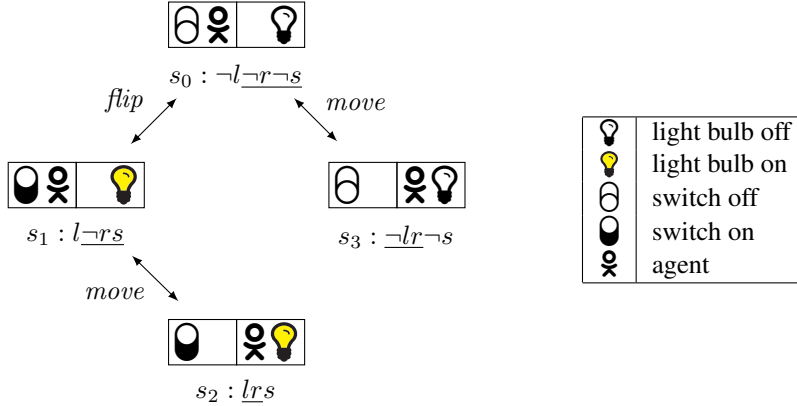 s₀ : ¬l¬r¬s
flip
move
s₁ : l¬rs
s₃ : ¬lr¬s
move
s₂ : lrs
light bulb off
light bulb on
switch off
switch on
agent